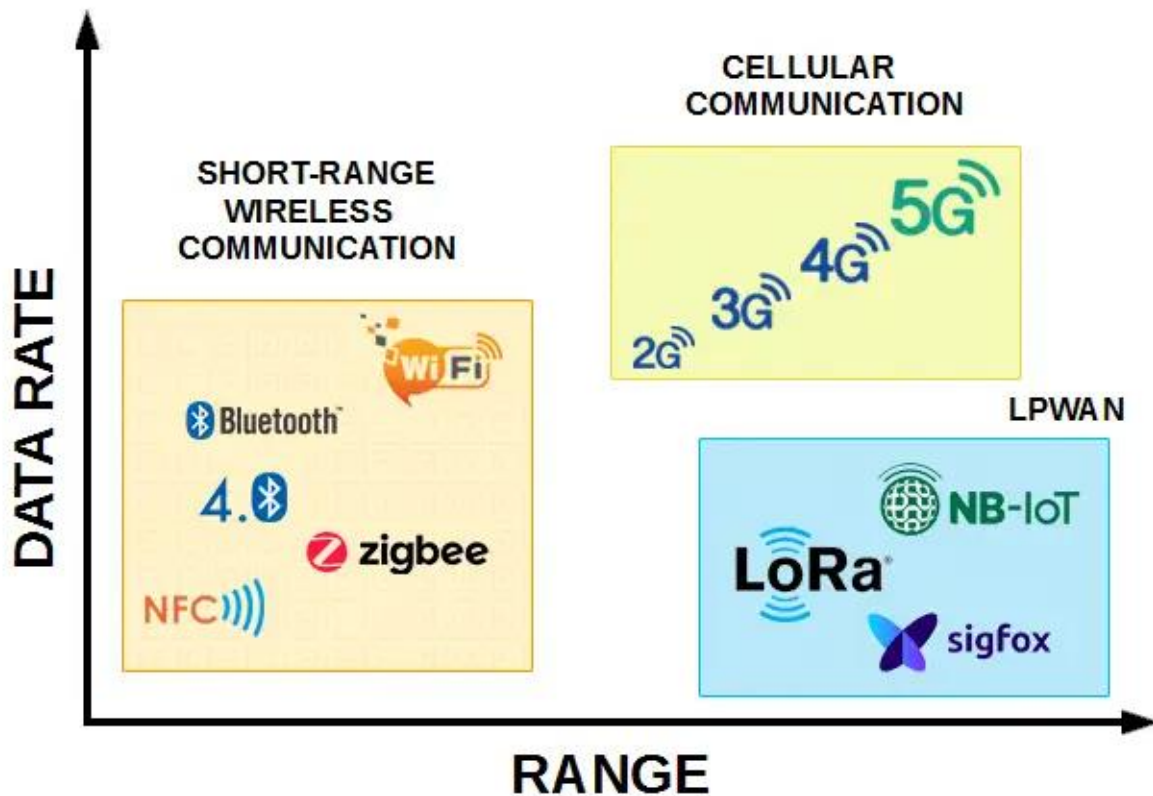 CELLULAR
COMMUNICATION
SHORT-RANGE
WIRELESS
COMMUNICATION
5G
4G
3G
2G
WiFi
Bluetooth™
4.0
zigbee
NFC
LPWAN
NB-IoT
LoRa®
sigfox
DATA RATE
RANGE